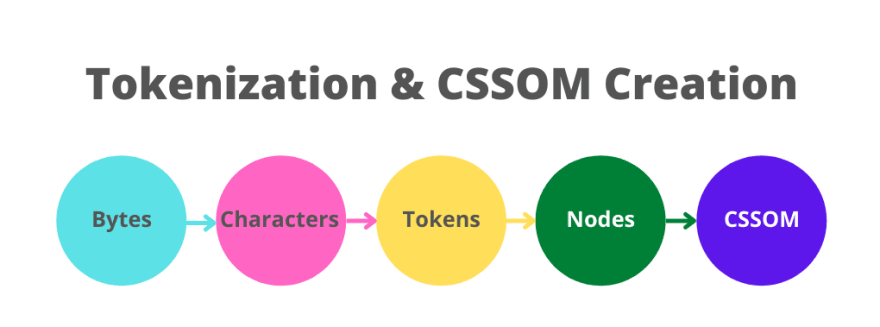 Tokenization & CSSOM Creation
Bytes
Characters
Tokens
Nodes
CSSOM